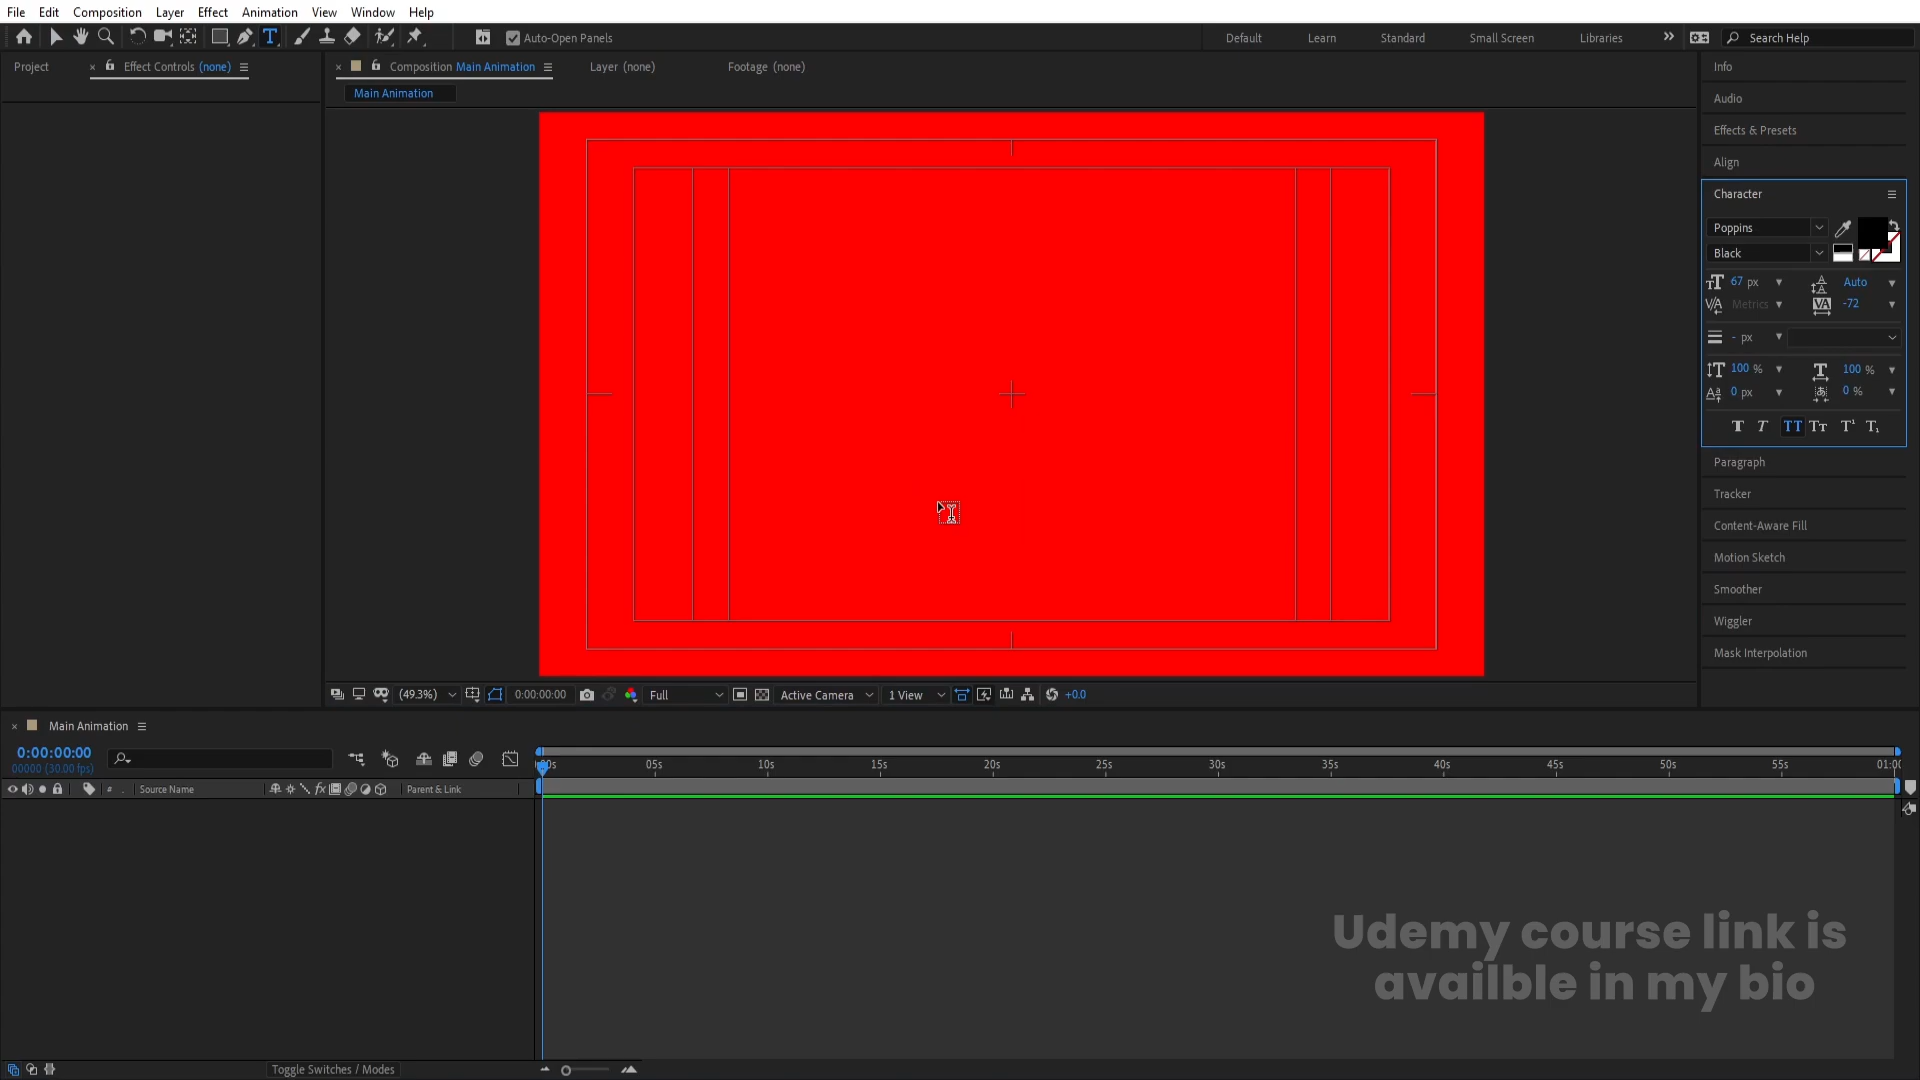 File Edit Composition Layer Effect Animation View Window Help
Auto-Open Panels Default Learn Standard Small Screen Libraries Search Help
Project Effect Controls (none) Composition Main Animation Layer (none) Footage (none) Info
Main Animation
Audio
Effects & Presets
Align
Character
Poppins
Black
67 px Auto
Metrics -72
- px
100 % 100 %
0 px 0 %
Paragraph
Tracker
Content-Aware Fill
Motion Sketch
Smoother
Wiggler
Mask Interpolation
(49.3%) 0:00:00:00 Full Active Camera 1 View +0.0
Main Animation
0:00:00:00
00000 (30.00 fps)
05s 10s 15s 20s 25s 30s 35s 40s 45s 50s 55s
# Source Name fx Parent & Link
Udemy course link is
availble in my bio
Toggle Switches / Modes